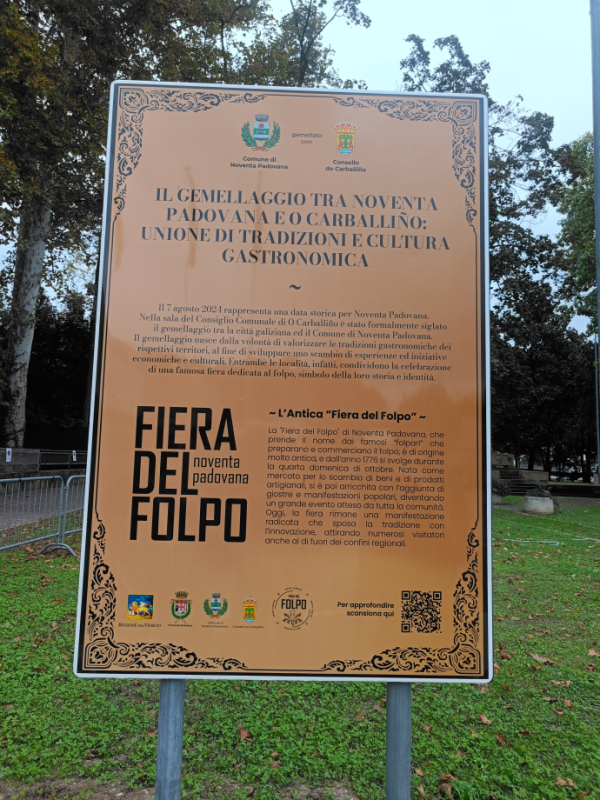 gemellato
con
Comune di
Noventa Padovana
Consello
do Carballiño
IL GEMELLAGGIO TRA NOVENTA
PADOVANA E O CARBALLIÑO:
UNIONE DI TRADIZIONI E CULTURA
GASTRONOMICA
~
Il 7 agosto 2024 rappresenta una data storica per Noventa Padovana.
Nella sala del Consiglio Comunale di O Carballiño è stato formalmente siglato
il gemellaggio tra la città galiziana ed il Comune di Noventa Padovana.
Il gemellaggio nasce dalla volontà di valorizzare le tradizioni gastronomiche dei
rispettivi territori, al fine di sviluppare uno scambio di esperienze ed iniziative
economiche e culturali. Entrambe le località, infatti, condividono la celebrazione
di una famosa fiera dedicata al folpo, simbolo della loro storia e identità.
FIERA
DEL
noventa
padovana
FOLPO
~ L'Antica "Fiera del Folpo" ~
La "Fiera del Folpo" di Noventa Padovana, che
prende il nome dai famosi "folpari" che
preparano e commerciano il folpo, è di origine
molto antica, e dall'anno 1776 si svolge durante
la quarta domenica di ottobre. Nata come
mercato per lo scambio di beni e di prodotti
artigianali, si è poi arricchita con l'aggiunta di
giostre e manifestazioni popolari, diventando
un grande evento atteso da tutta la comunità.
Oggi, la fiera rimane una manifestazione
radicata che sposa la tradizione con
l'innovazione, attirando numerosi visitatori
anche al di fuori dei confini regionali.
REGIONE DEL VENETO
FOLPO
Per approfondire
scansiona qui